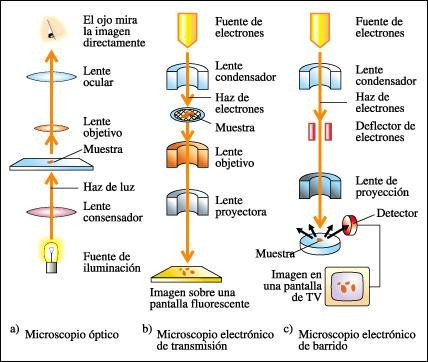 El ojo mira
la imagen
directamente
Lente
ocular
Lente
objetivo
Muestra
Haz de luz
Lente
consensador
Fuente de
iluminación
a) Microscopio óptico
Fuente de
electrones
Lente
condensador
Haz de
electrones
Muestra
Lente
objetivo
Lente
proyectora
Imagen sobre una
pantalla fluorescente
b) Microscopio electrónico
de transmisión
Fuente de
electrones
Lente
condensador
Haz de
electrones
Deflector de
electrones
Lente de
proyección
Detector
Muestra
Imagen en
una pantalla
de TV
c) Microscopio electrónico
de barrido